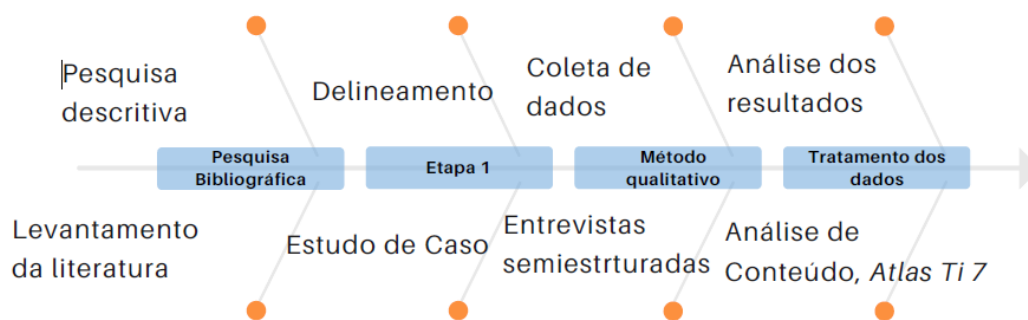 Pesquisa
descritiva
Delineamento
Coleta de
dados
Análise dos
resultados
Pesquisa
Bibliográfica
Etapa 1
Método
qualitativo
Tratamento dos
dados
Levantamento
da literatura
Estudo de Caso
Entrevistas
semiestrturadas
Análise de
Conteúdo, Atlas Ti 7